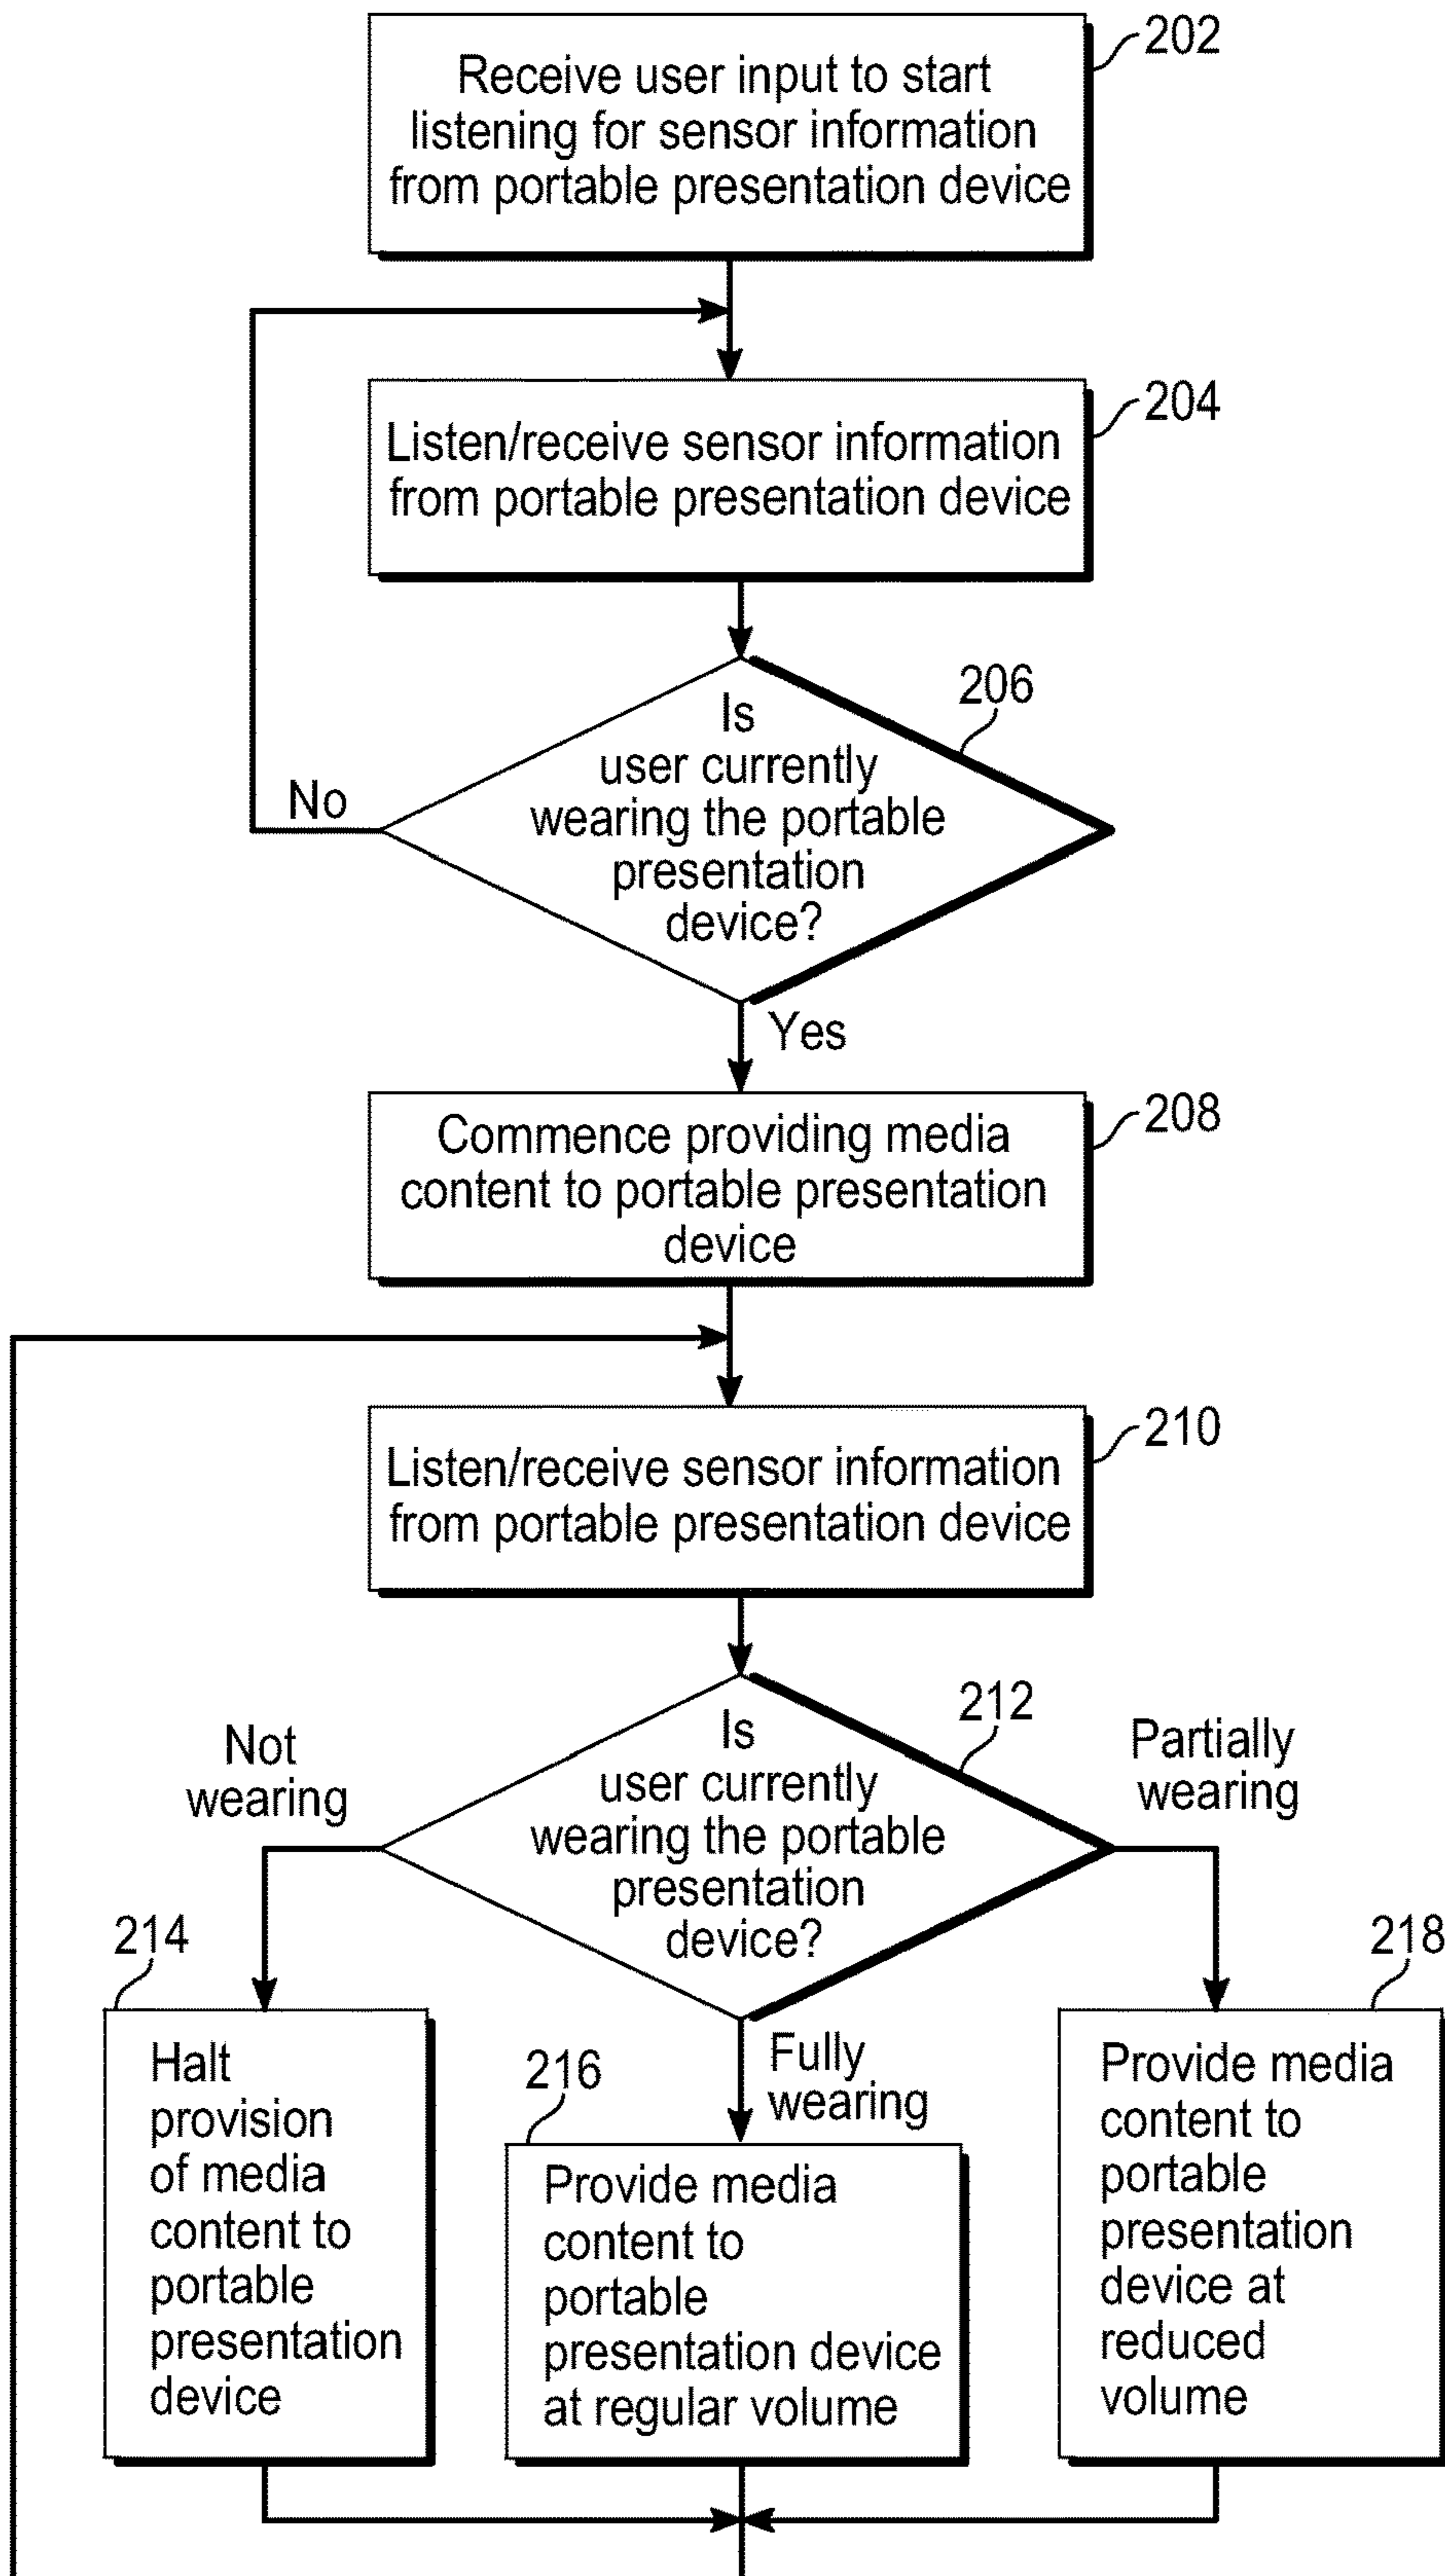 202
Receive user input to start
listening for sensor information
from portable presentation device
204
Listen/receive sensor information
from portable presentation device
206
Is
user currently
wearing the portable
presentation
device?
No
Yes
208
Commence providing media
content to portable presentation
device
210
Listen/receive sensor information
from portable presentation device
212
Is
user currently
wearing the portable
presentation
device?
Not
wearing
Partially
wearing
Fully
wearing
214
Halt
provision
of media
content to
portable
presentation
device
216
Provide media
content to
portable
presentation device
at regular volume
218
Provide media
content to
portable
presentation
device at
reduced
volume